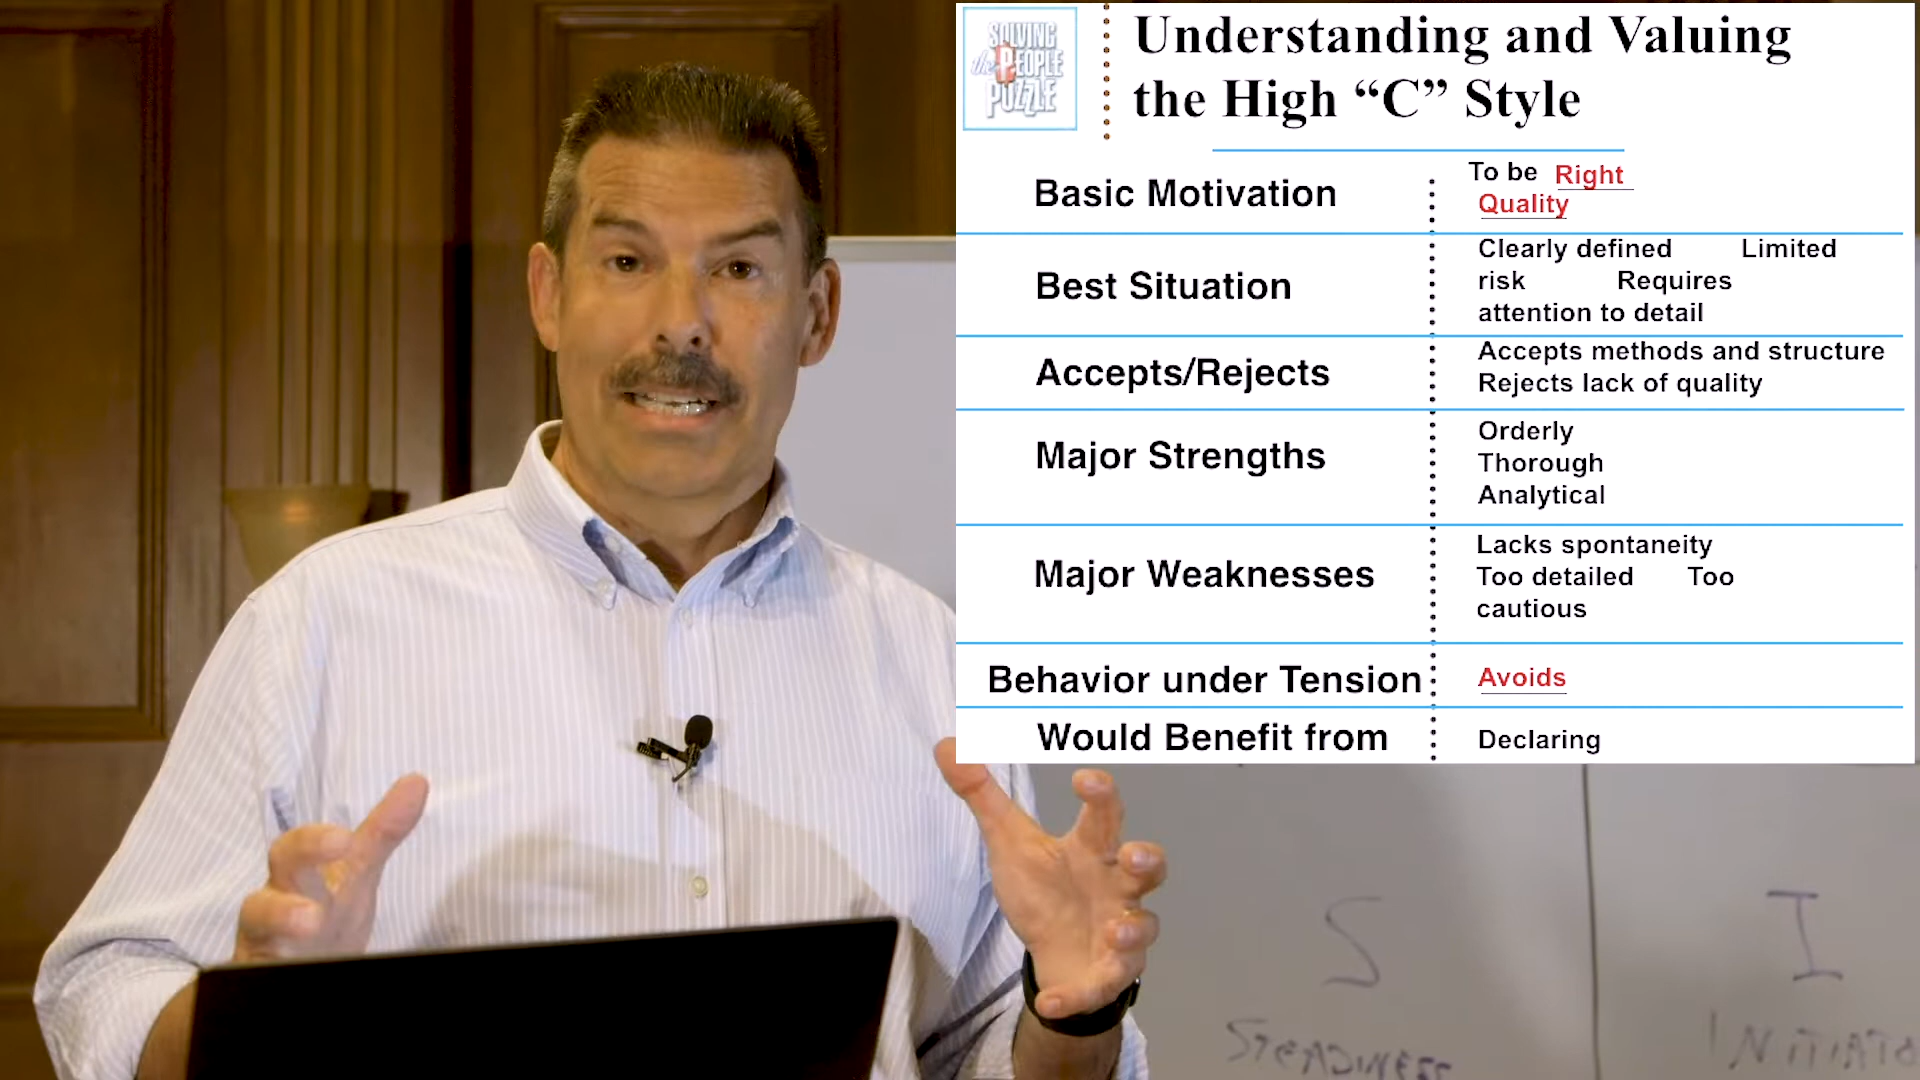 SOLVING
the PEOPLE
PUZZLE
Understanding and Valuing
the High “C” Style
Basic Motivation
To be Right
Quality
Best Situation
Clearly defined Limited
risk Requires
attention to detail
Accepts/Rejects
Accepts methods and structure
Rejects lack of quality
Major Strengths
Orderly
Thorough
Analytical
Major Weaknesses
Lacks spontaneity
Too detailed Too
cautious
Behavior under Tension
Avoids
Would Benefit from
Declaring
S
I
STEADINESS
INITIATO